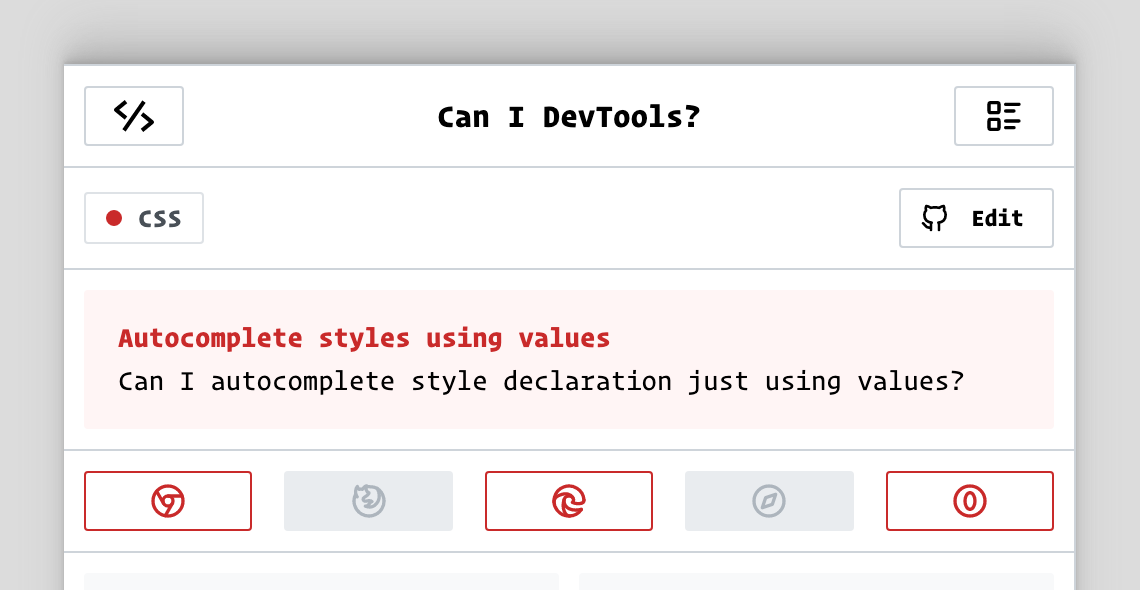 Can I DevTools?
CSS
Edit
Autocomplete styles using values
Can I autocomplete style declaration just using values?